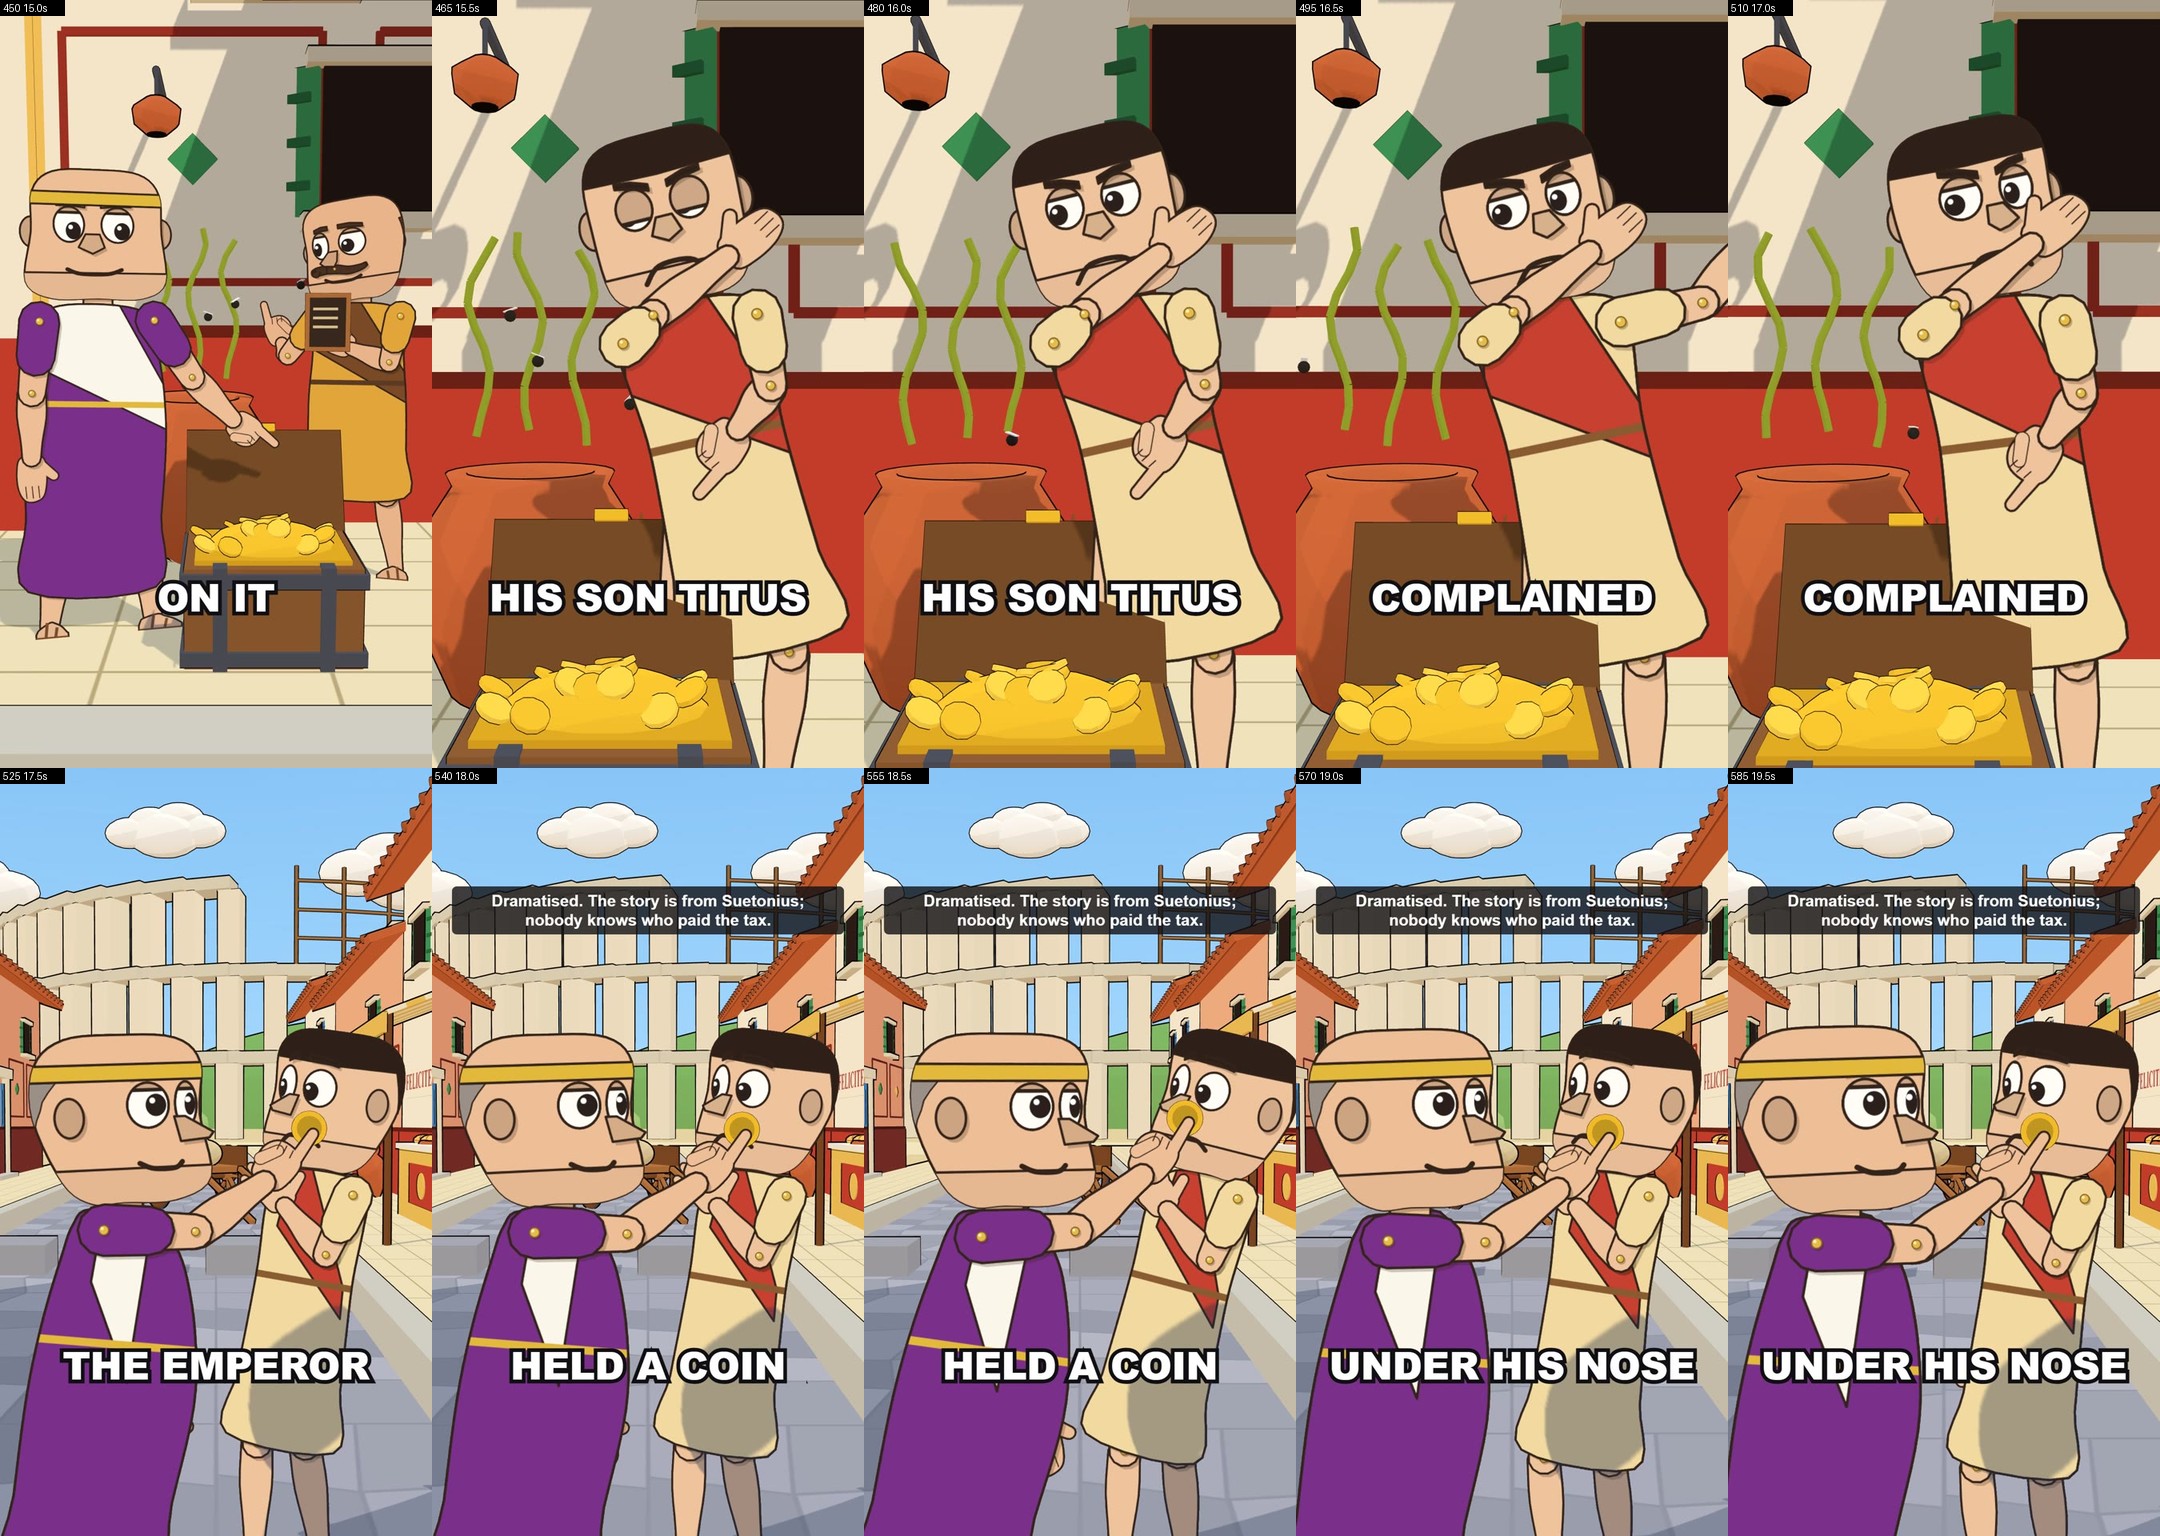 450 15.0s
465 15.5s
480 16.0s
495 16.5s
510 17.0s
ON IT
HIS SON TITUS
HIS SON TITUS
COMPLAINED
COMPLAINED
525 17.5s
540 18.0s
555 18.5s
570 19.0s
585 19.5s
Dramatised. The story is from Suetonius;
nobody knows who paid the tax.
Dramatised. The story is from Suetonius;
nobody knows who paid the tax.
Dramatised. The story is from Suetonius;
nobody knows who paid the tax.
Dramatised. The story is from Suetonius;
nobody knows who paid the tax.
THE EMPEROR
HELD A COIN
HELD A COIN
UNDER HIS NOSE
UNDER HIS NOSE